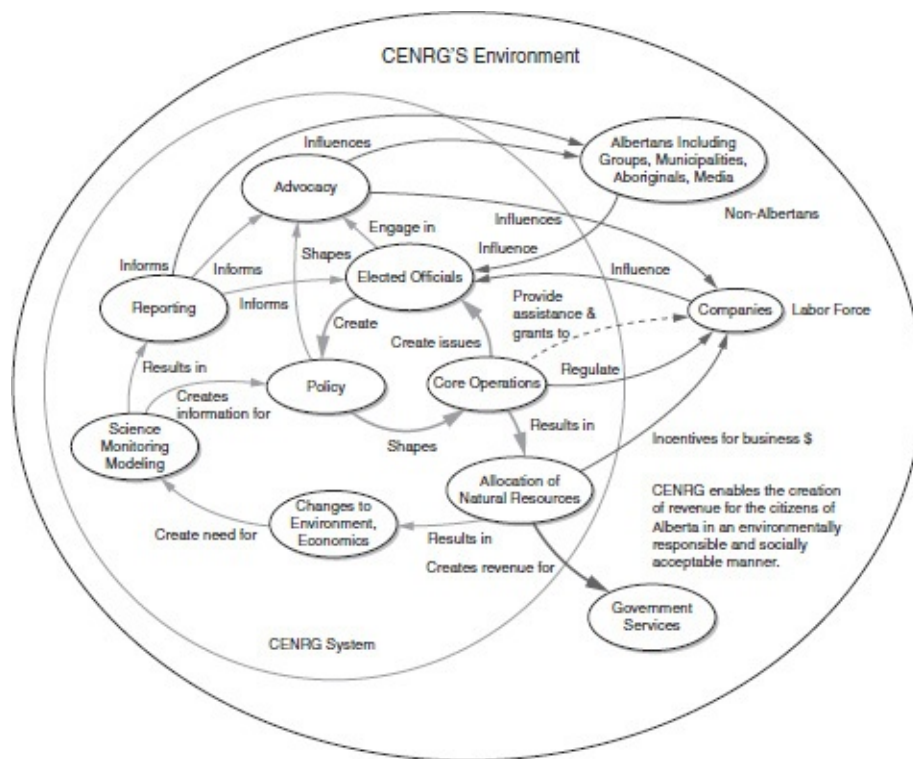 CENRG'S Environment
Influences
Albertans Including
Groups, Municipalities,
Aboriginals, Media
Advocacy
Non-Albertans
Engage in
Influences
Shapes
Influence
Informs
Informs
Elected Officials
Influence
Reporting
Informs
Provide
assistance &
grants to
Companies
Labor Force
Create
Create issues
Results in
Policy
Core Operations
Regulate
Creates
information for
Science
Monitoring
Modeling
Shapes
Results in
Incentives for business $
Allocation of
Natural Resources
CENRG enables the creation
of revenue for the citizens
of Alberta in an environmentally
responsible and socially
acceptable manner.
Changes to
Environment,
Economics
Create need for
Results in
Creates revenue for
Government
Services
CENRG System